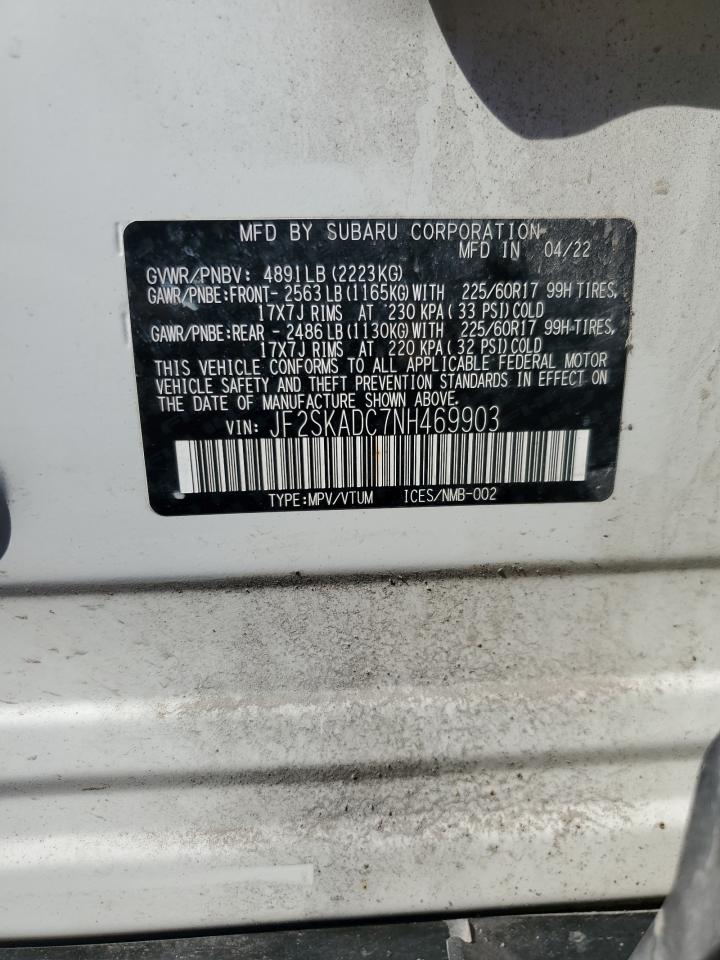 MFD BY SUBARU CORPORATION
MFD IN 04/22
GVWR/PNBV: 4891LB(2223KG)
GAWR/PNBE:FRONT- 2563LB(1165KG)WITH 225/60R17 99H TIRES,
17X7J RIMS AT 230 KPA( 33 PSI)COLD
GAWR/PNBE:REAR - 2486LB(1130KG)WITH 225/60R17 99H TIRES,
17X7J RIMS AT 220 KPA( 32 PSI)COLD
THIS VEHICLE CONFORMS TO ALL APPLICABLE FEDERAL MOTOR
VEHICLE SAFETY AND THEFT PREVENTION STANDARDS IN EFFECT ON
THE DATE OF MANUFACTURE SHOWN ABOVE.
VIN: JF2SKADC7NH469903
TYPE:MPV/VTUM ICES/NMB-002